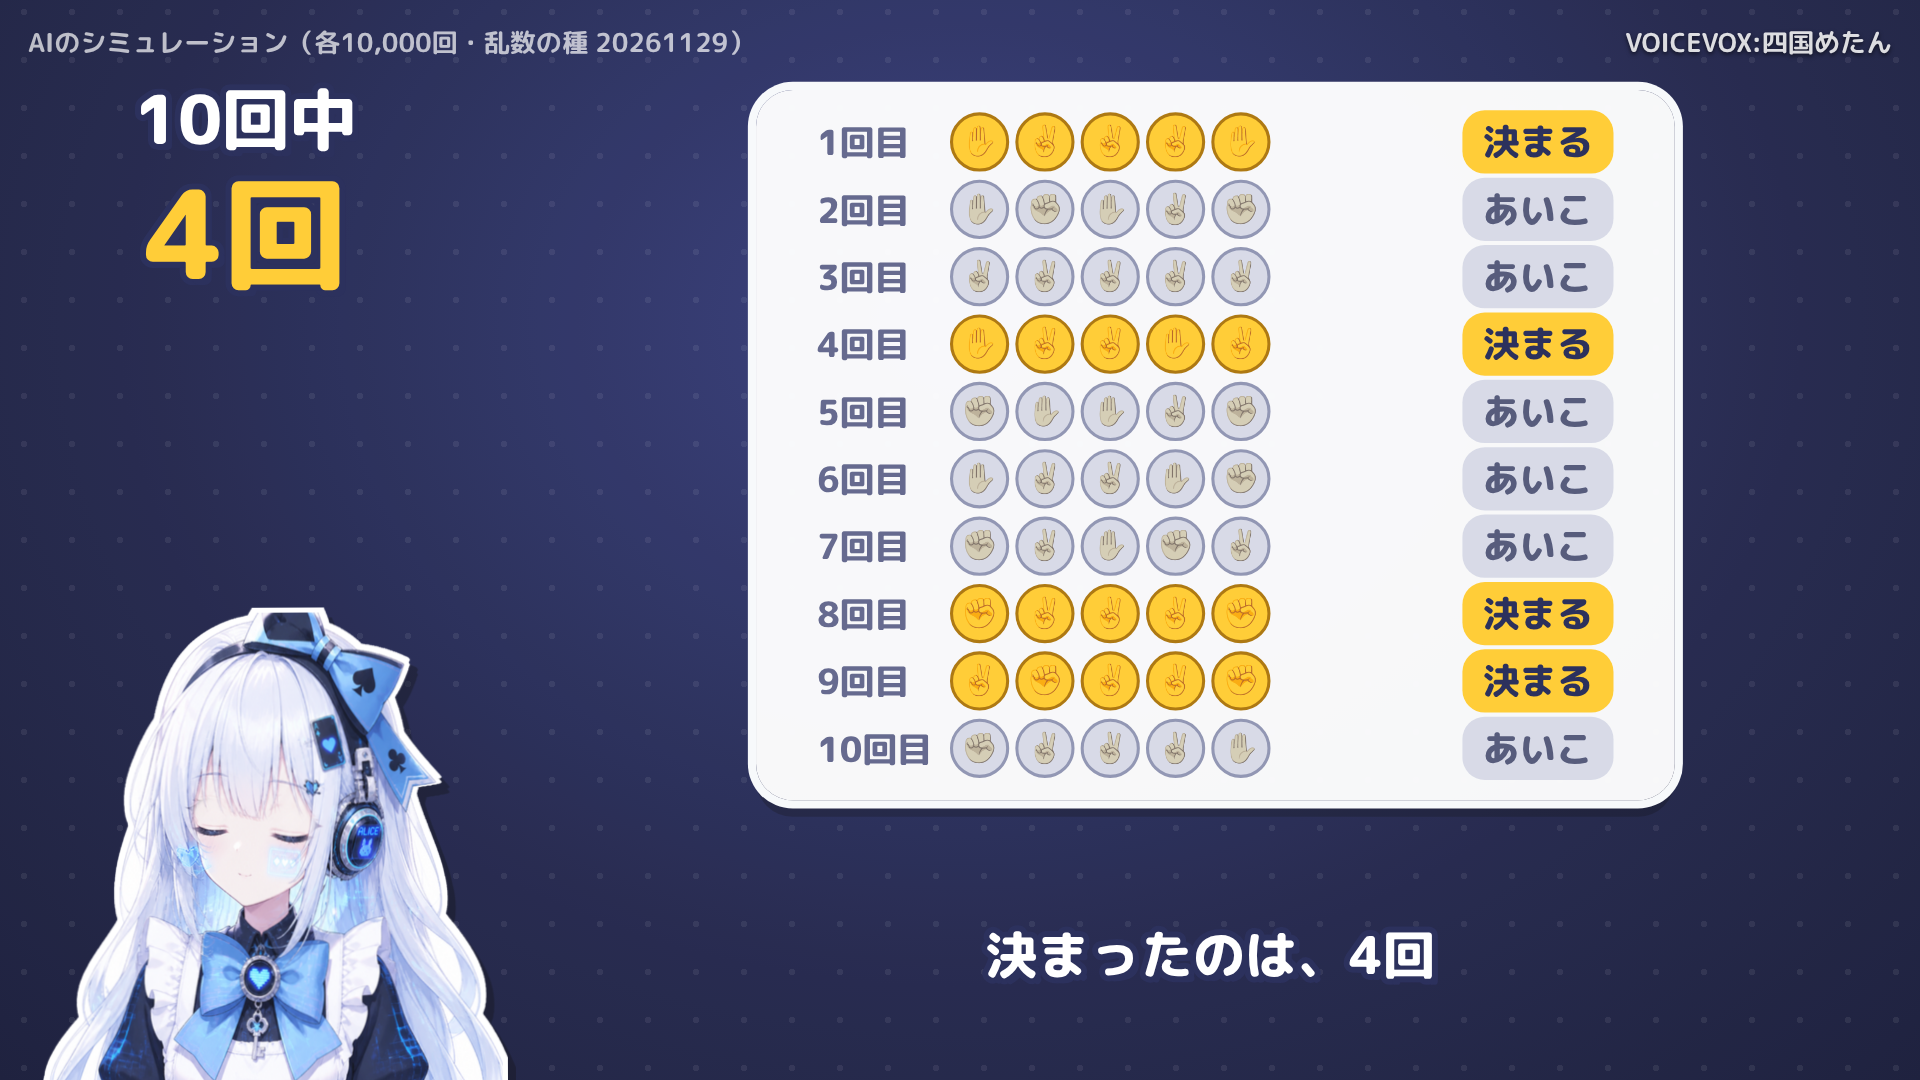 AIのシミュレーション（各10,000回・乱数の種 20261129）
VOICEVOX:四国めたん
10回中
4回
1回目 決まる
2回目 あいこ
3回目 あいこ
4回目 決まる
5回目 あいこ
6回目 あいこ
7回目 あいこ
8回目 決まる
9回目 決まる
10回目 あいこ
ALICE
決まったのは、4回